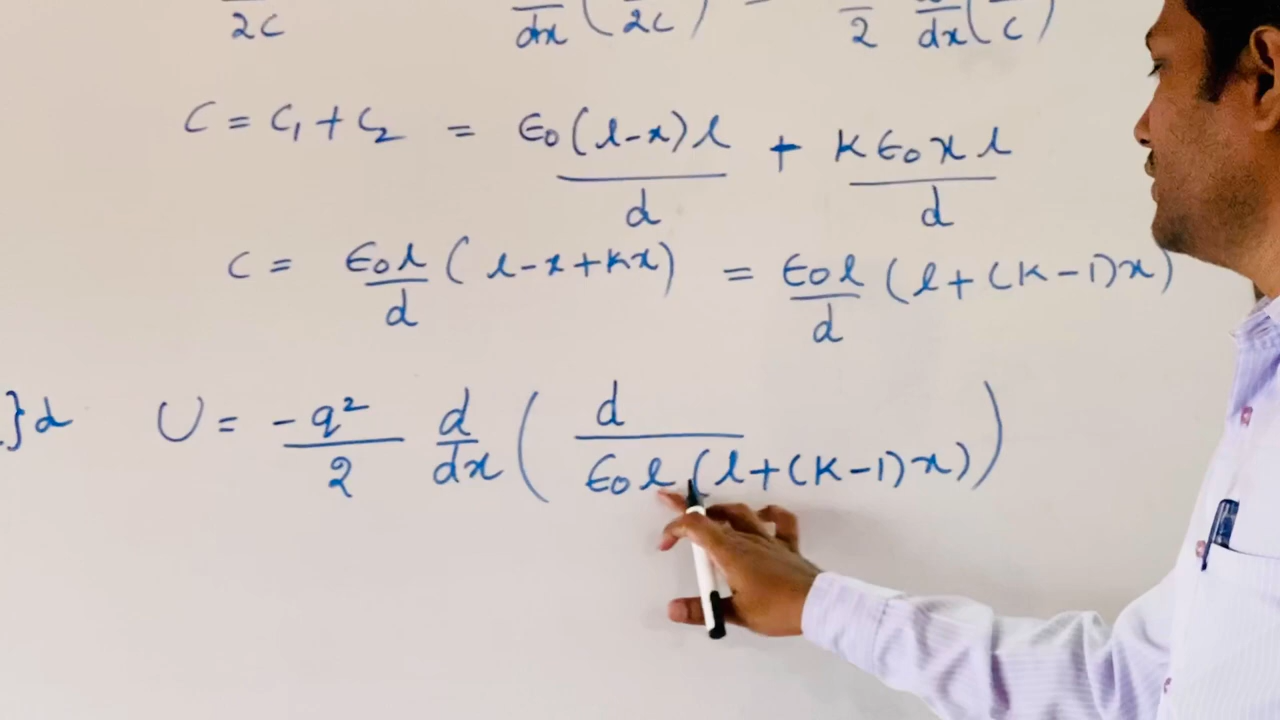 2C d/dx ( /2C ) = /2 d/dx ( /C )
C = C₁ + C₂ = ϵ₀(l-x)l/d + Kϵ₀xl/d
C = ϵ₀l/d (l-x+Kx) = ϵ₀l/d (l+(K-1)x)
}d U = -q²/2 d/dx ( d/ϵ₀l(l+(K-1)x) )